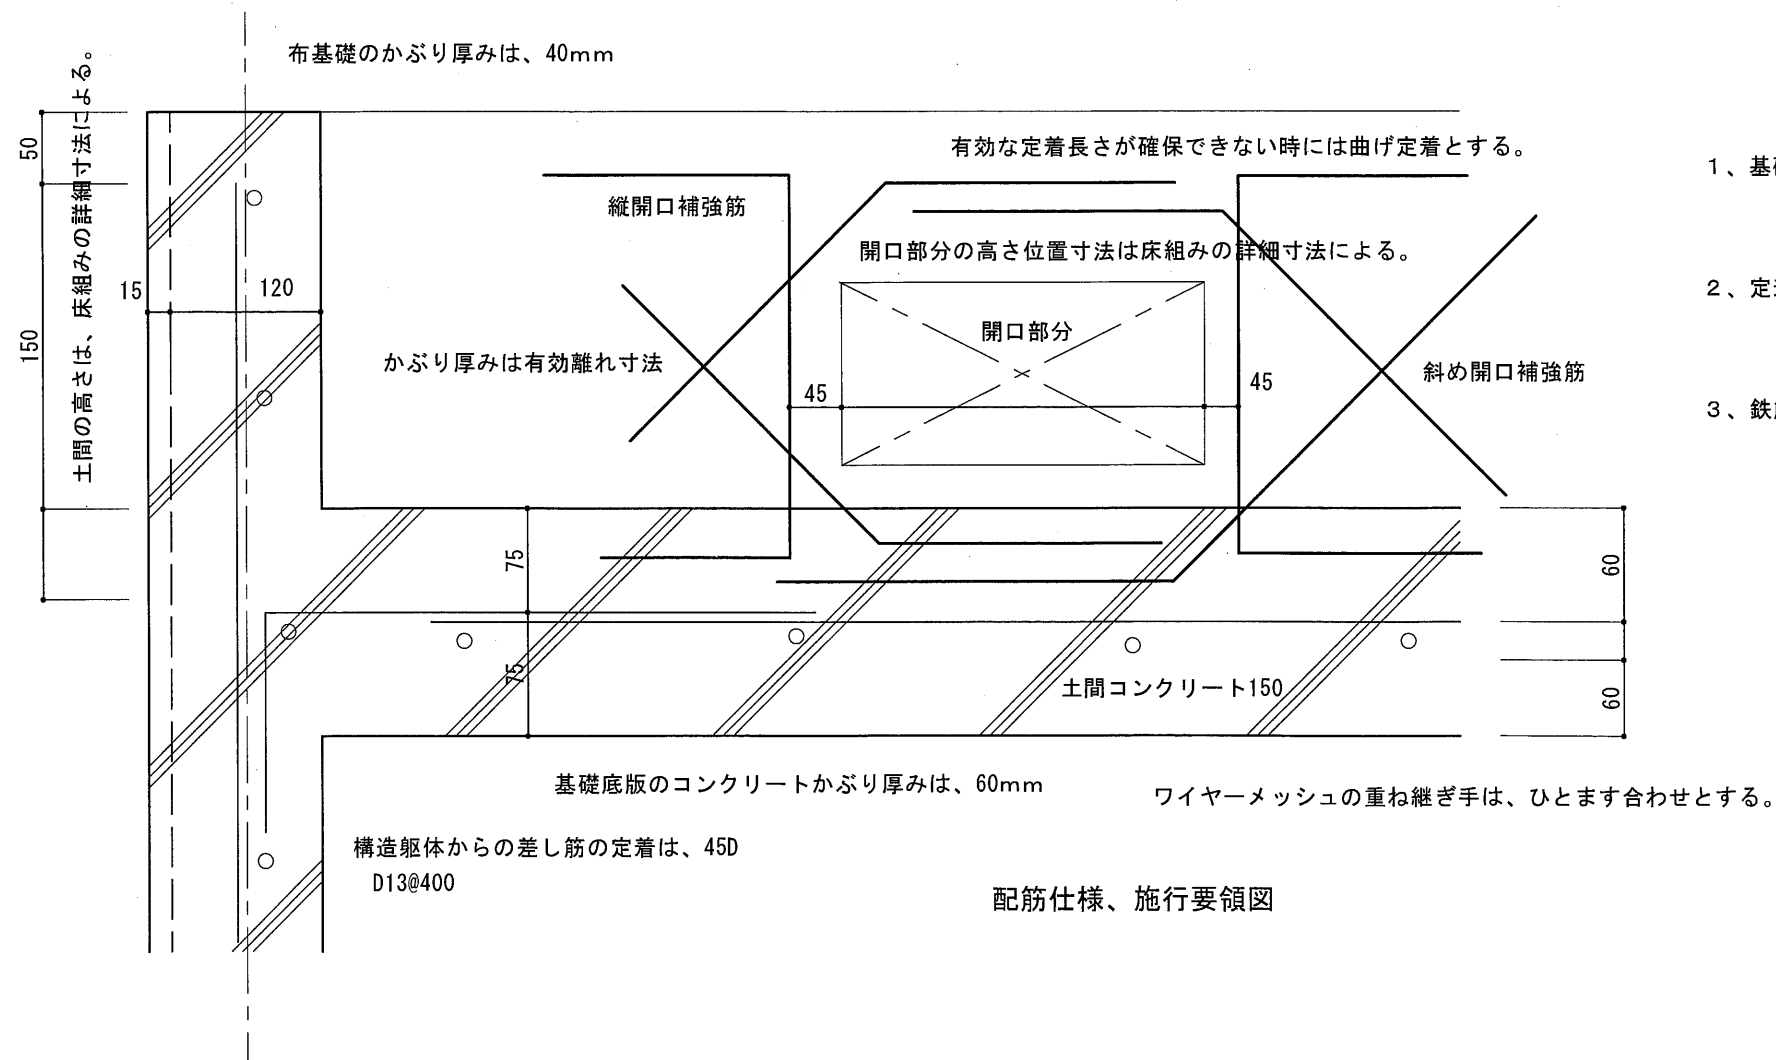 布基礎のかぶり厚みは、40mm
土間の高さは、床組みの詳細寸法による。
50
150
15
120
有効な定着長さが確保できない時には曲げ定着とする。
縦開口補強筋
開口部分の高さ位置寸法は床組みの詳細寸法による。
開口部分
かぶり厚みは有効離れ寸法
45
45
斜め開口補強筋
1、基
2、定
3、鉄
75
75
60
60
土間コンクリート150
基礎底版のコンクリートかぶり厚みは、60mm
ワイヤーメッシュの重ね継ぎ手は、ひとます合わせとする。
構造躯体からの差し筋の定着は、45D
D13@400
配筋仕様、施行要領図